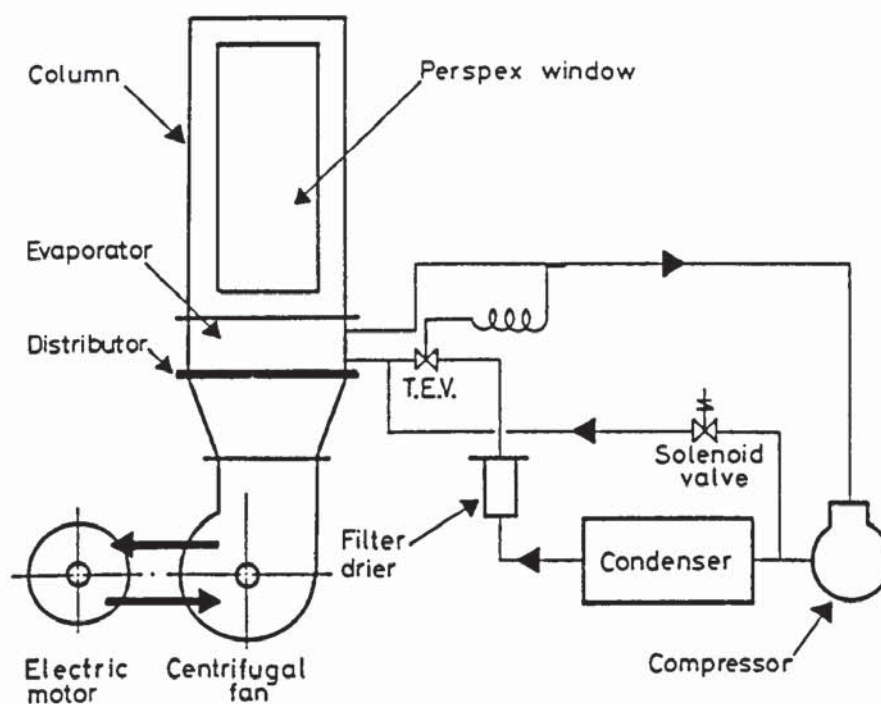 Column
Perspex window
Evaporator
Distributor
T.E.V.
Solenoid
valve
Filter
drier
Condenser
Compressor
Electric
motor
Centrifugal
fan